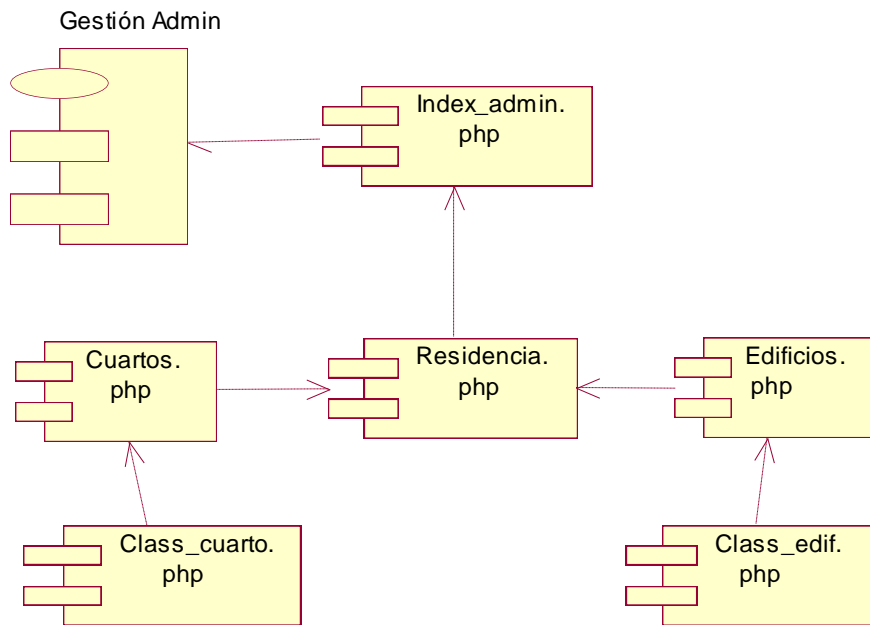 Gestión Admin
Index_admin.
php
Cuartos.
php
Residencia.
php
Edificios.
php
Class_cuarto.
php
Class_edif.
php